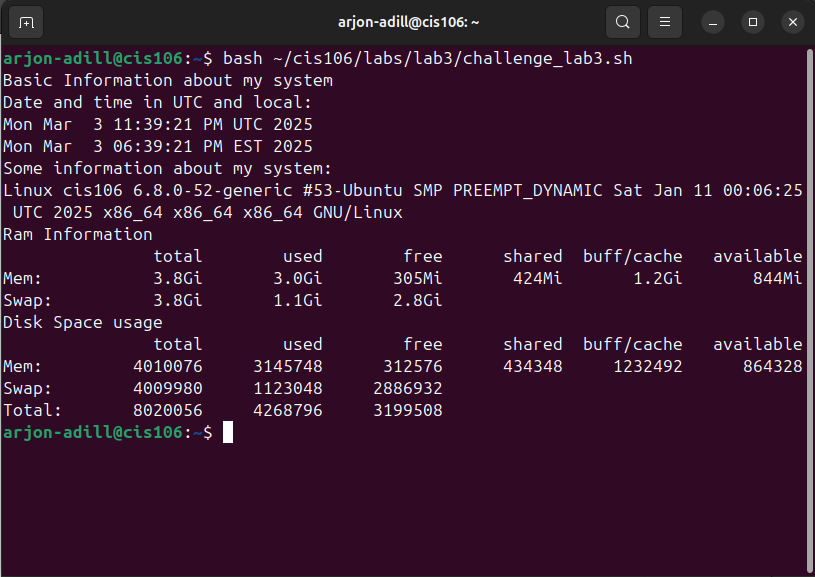 arjon-adill@cis106: ~
arjon-adill@cis106:~$ bash ~/cis106/labs/lab3/challenge_lab3.sh
Basic Information about my system
Date and time in UTC and local:
Mon Mar  3 11:39:21 PM UTC 2025
Mon Mar  3 06:39:21 PM EST 2025
Some information about my system:
Linux cis106 6.8.0-52-generic #53-Ubuntu SMP PREEMPT_DYNAMIC Sat Jan 11 00:06:25
 UTC 2025 x86_64 x86_64 x86_64 GNU/Linux
Ram Information
               total        used        free      shared  buff/cache   available
Mem:           3.8Gi       3.0Gi       305Mi       424Mi       1.2Gi       844Mi
Swap:          3.8Gi       1.1Gi       2.8Gi
Disk Space usage
               total        used        free      shared  buff/cache   available
Mem:         4010076     3145748      312576      434348     1232492      864328
Swap:        4009980     1123048     2886932
Total:       8020056     4268796     3199508
arjon-adill@cis106:~$